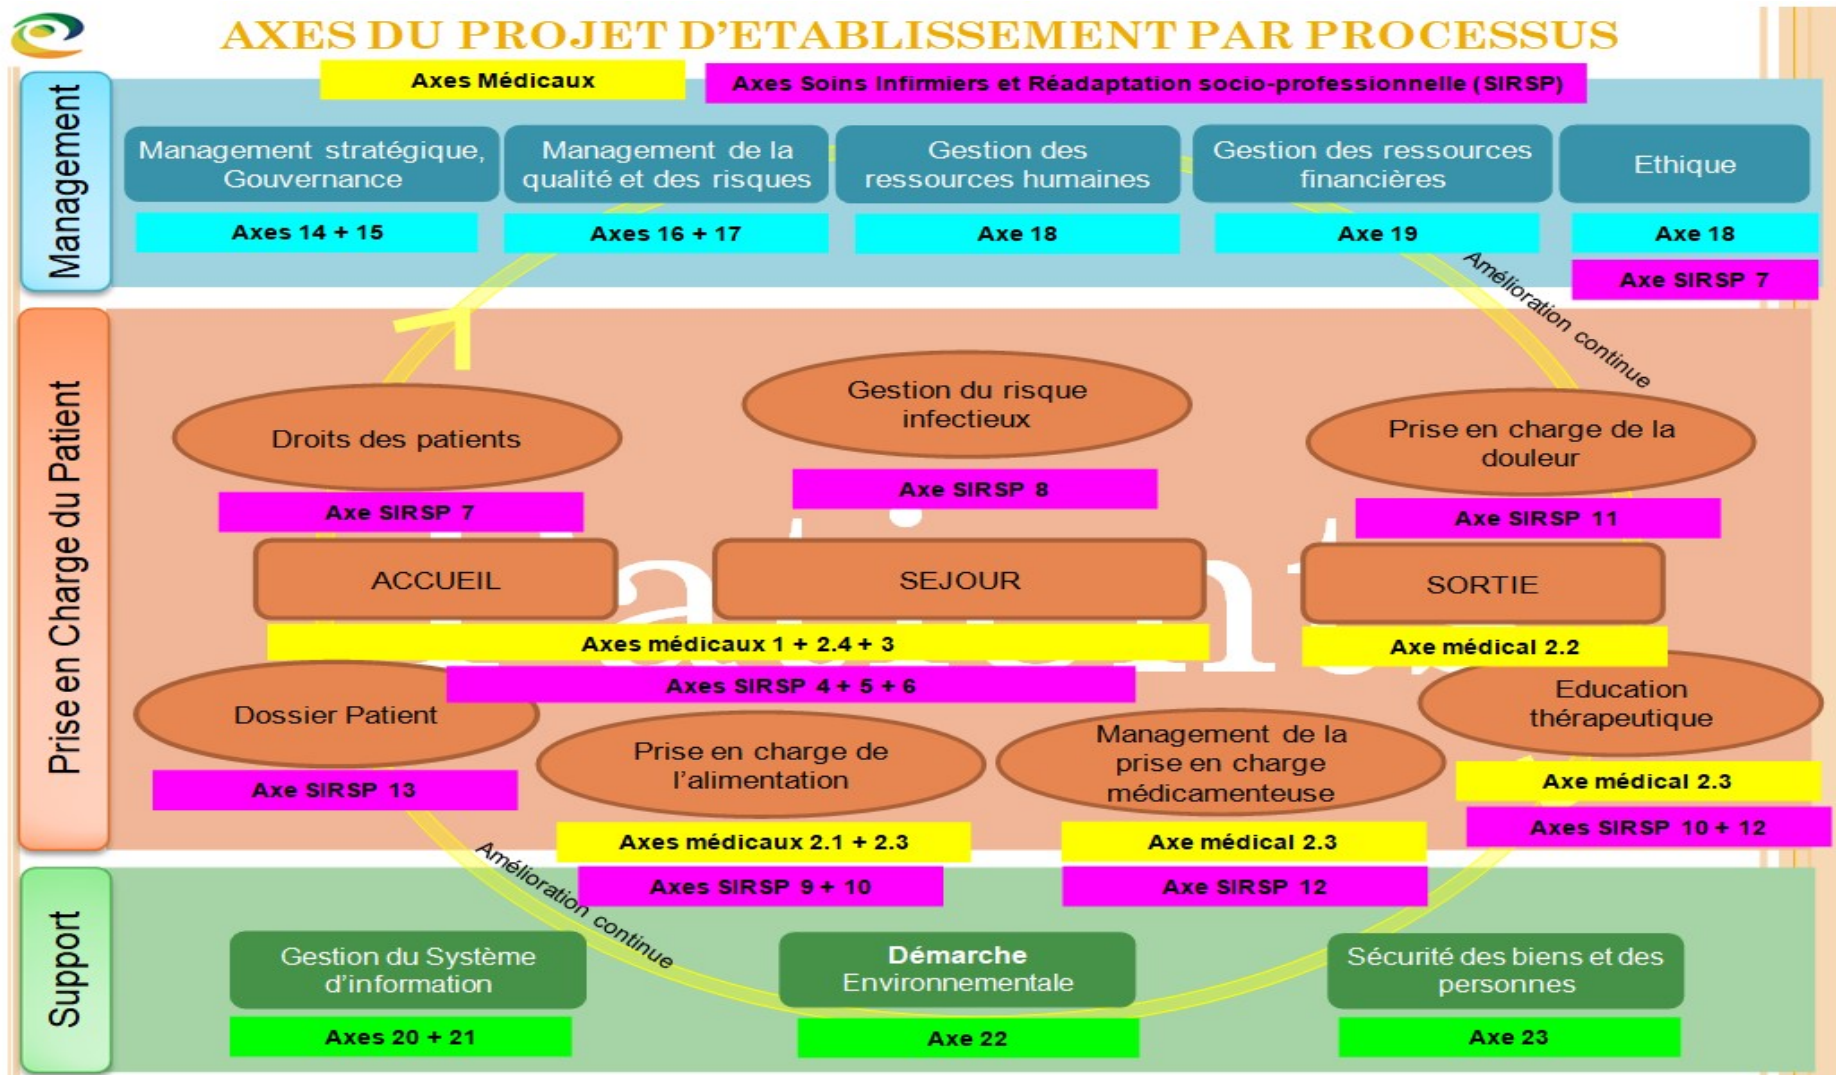 AXES DU PROJET D'ETABLISSEMENT PAR PROCESSUS
Axes Médicaux
Axes Soins Infirmiers et Réadaptation socio-professionnelle (SIRSP)
Management
Management stratégique,
Gouvernance
Management de la
qualité et des risques
Gestion des
ressources humaines
Gestion des ressources
financières
Ethique
Axes 14 + 15
Axes 16 + 17
Axe 18
Axe 19
Axe 18
Axe SIRSP 7
Amélioration continue
Prise en Charge du Patient
Droits des patients
Axe SIRSP 7
Gestion du risque
infectieux
Axe SIRSP 8
Prise en charge de la
douleur
Axe SIRSP 11
ACCUEIL
SEJOUR
SORTIE
Axes médicaux 1 + 2.4 + 3
Axe médical 2.2
Axes SIRSP 4 + 5 + 6
Dossier Patient
Axe SIRSP 13
Prise en charge de
l'alimentation
Axes médicaux 2.1 + 2.3
Axes SIRSP 9 + 10
Management de la
prise en charge
médicamenteuse
Axe médical 2.3
Axe SIRSP 12
Education
thérapeutique
Axe médical 2.3
Axes SIRSP 10 + 12
Amélioration continue
Support
Gestion du Système
d'information
Axes 20 + 21
Démarche
Environnementale
Axe 22
Sécurité des biens et des
personnes
Axe 23